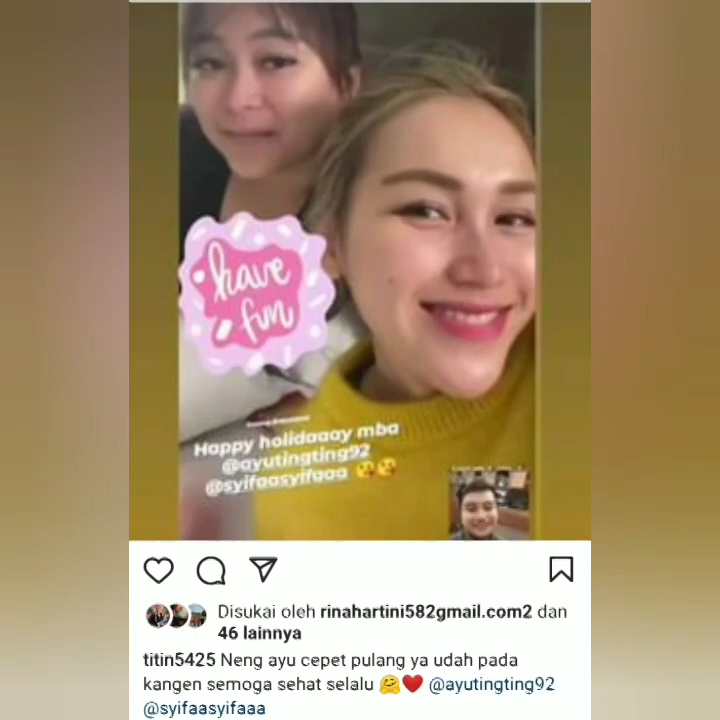 have
fun
Happy holidaaay mba
@ayutingting92
@syifaasyifaaa 😘😘
Disukai oleh rinahartini582gmail.com2 dan
46 lainnya
titin5425 Neng ayu cepet pulang ya udah pada
kangen semoga sehat selalu 🤗❤️ @ayutingting92
@syifaasyifaaa